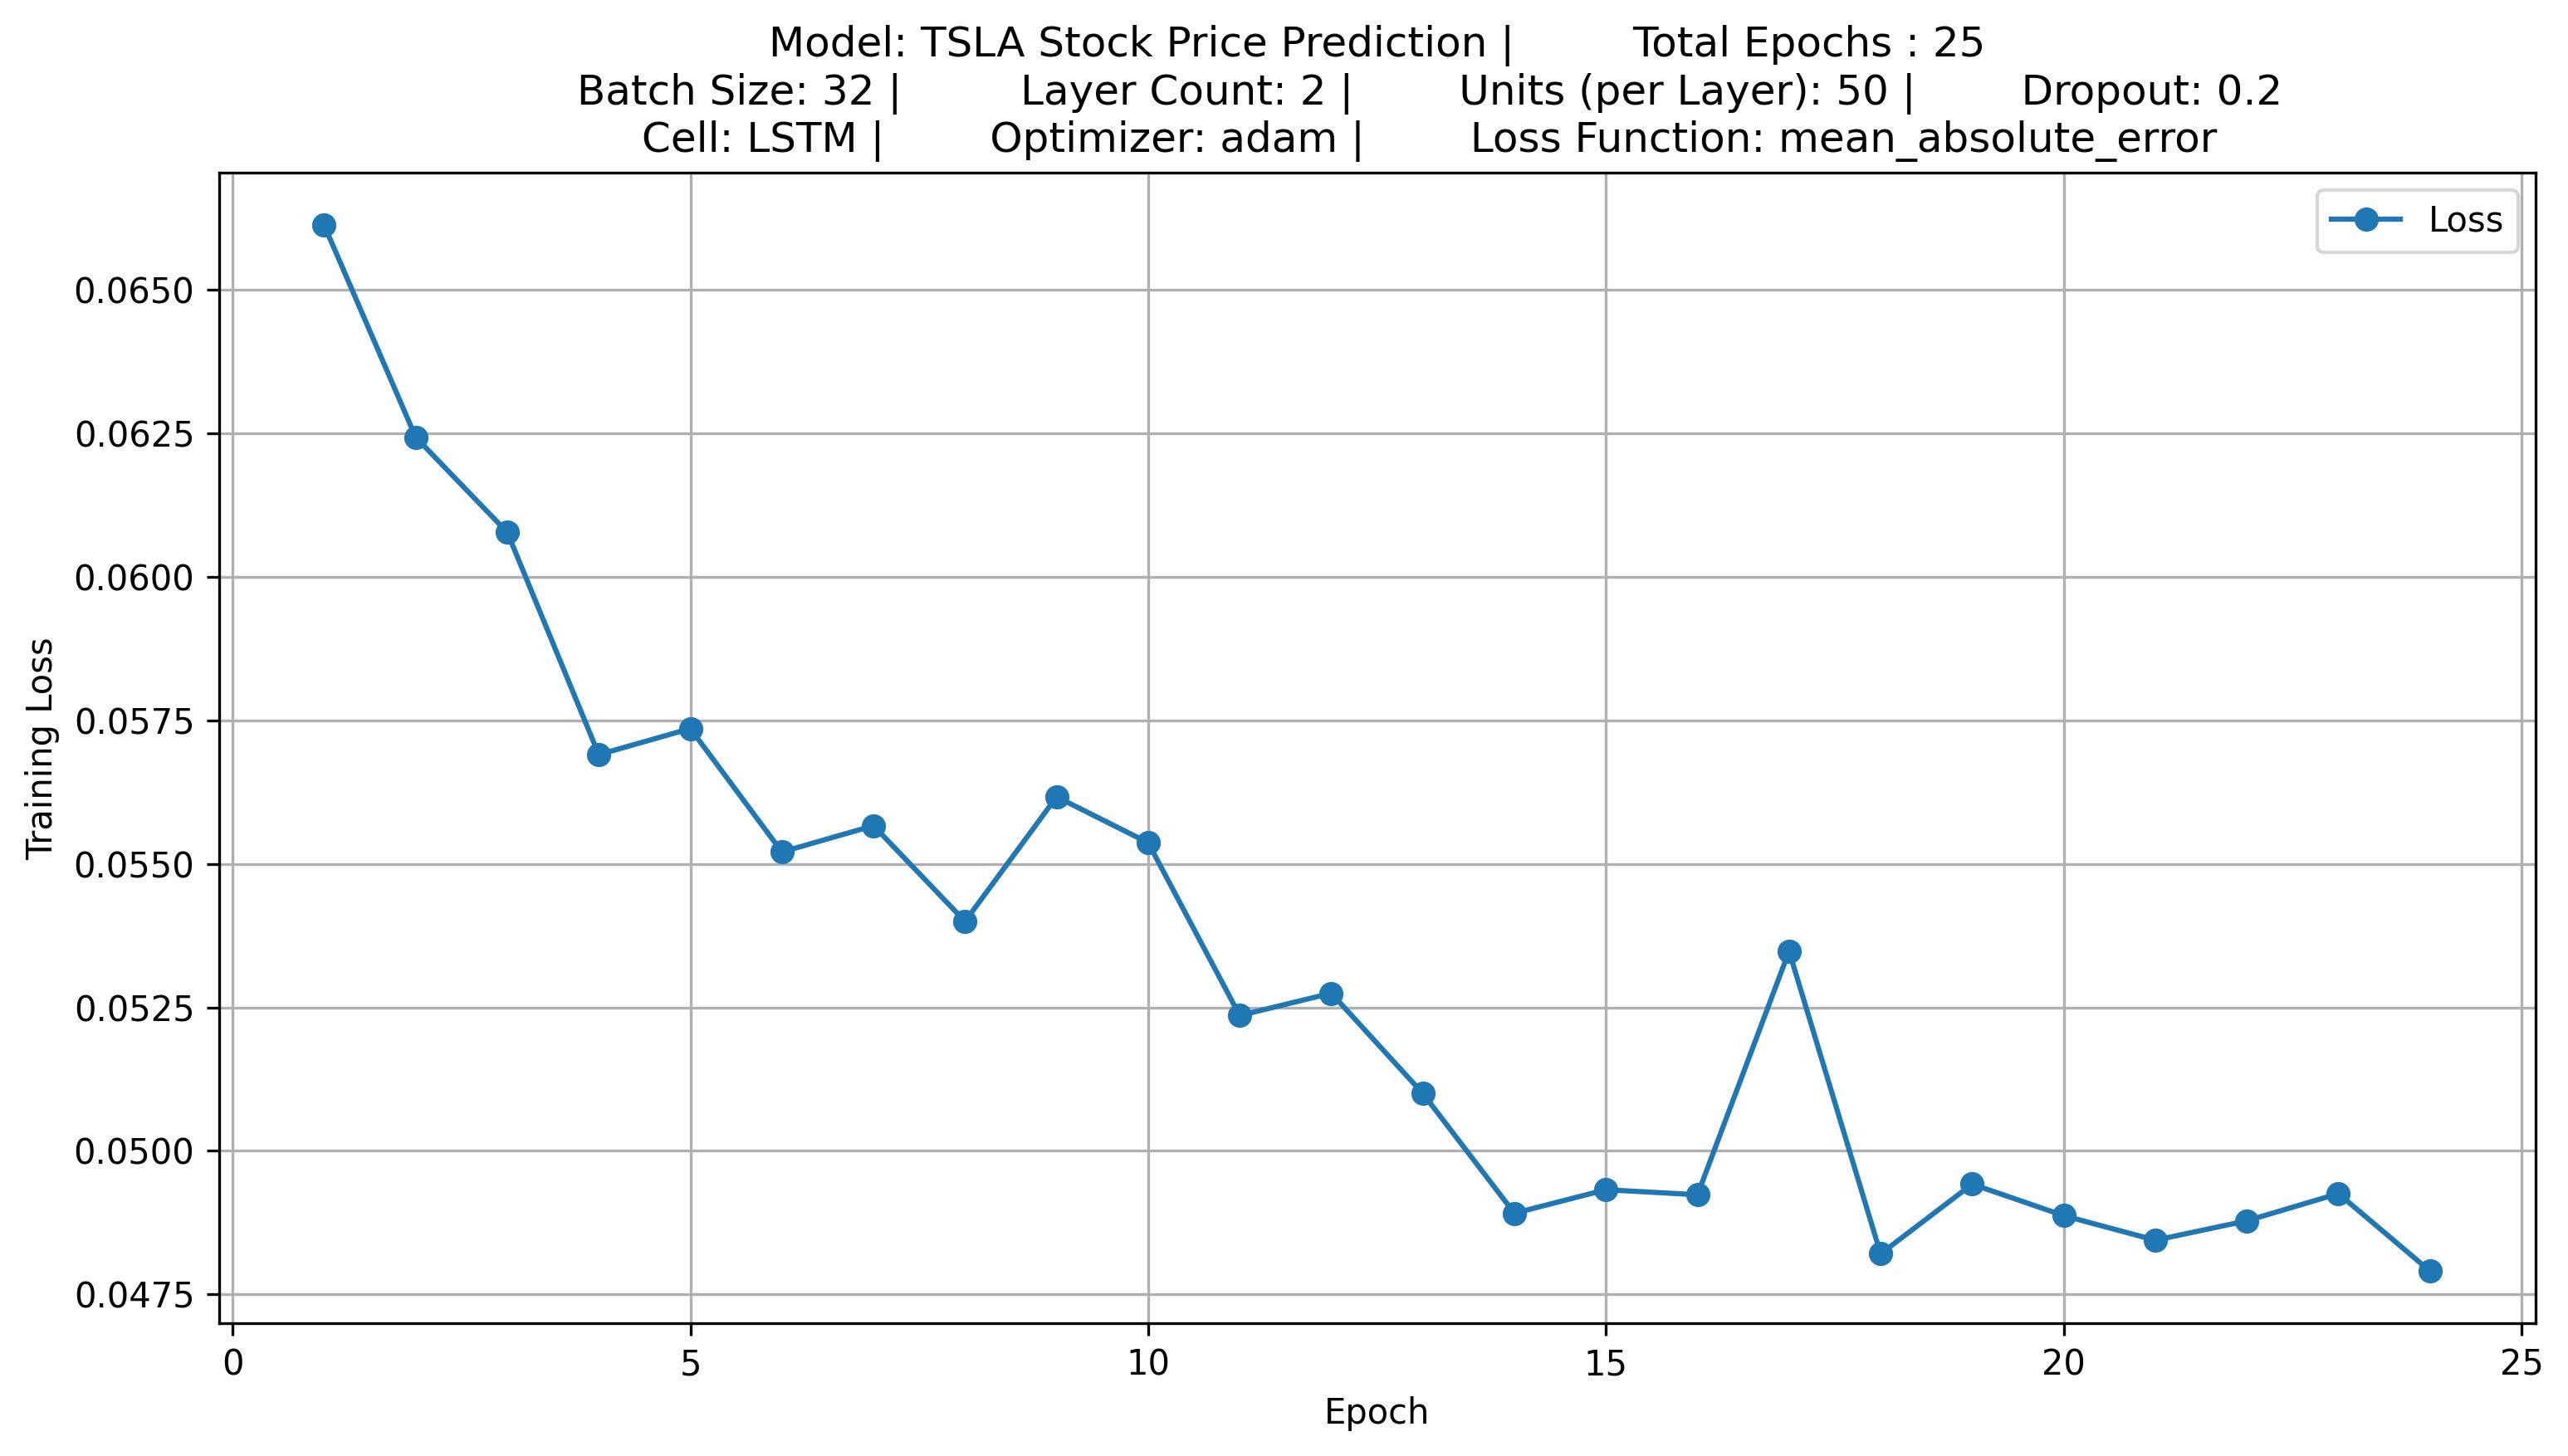 Model: TSLA Stock Price Prediction | Total Epochs : 25
Batch Size: 32 | Layer Count: 2 | Units (per Layer): 50 | Dropout: 0.2
Cell: LSTM | Optimizer: adam | Loss Function: mean_absolute_error
Loss
0.0650
0.0625
0.0600
0.0575
0.0550
0.0525
0.0500
0.0475
Training Loss
0 5 10 15 20 25
Epoch